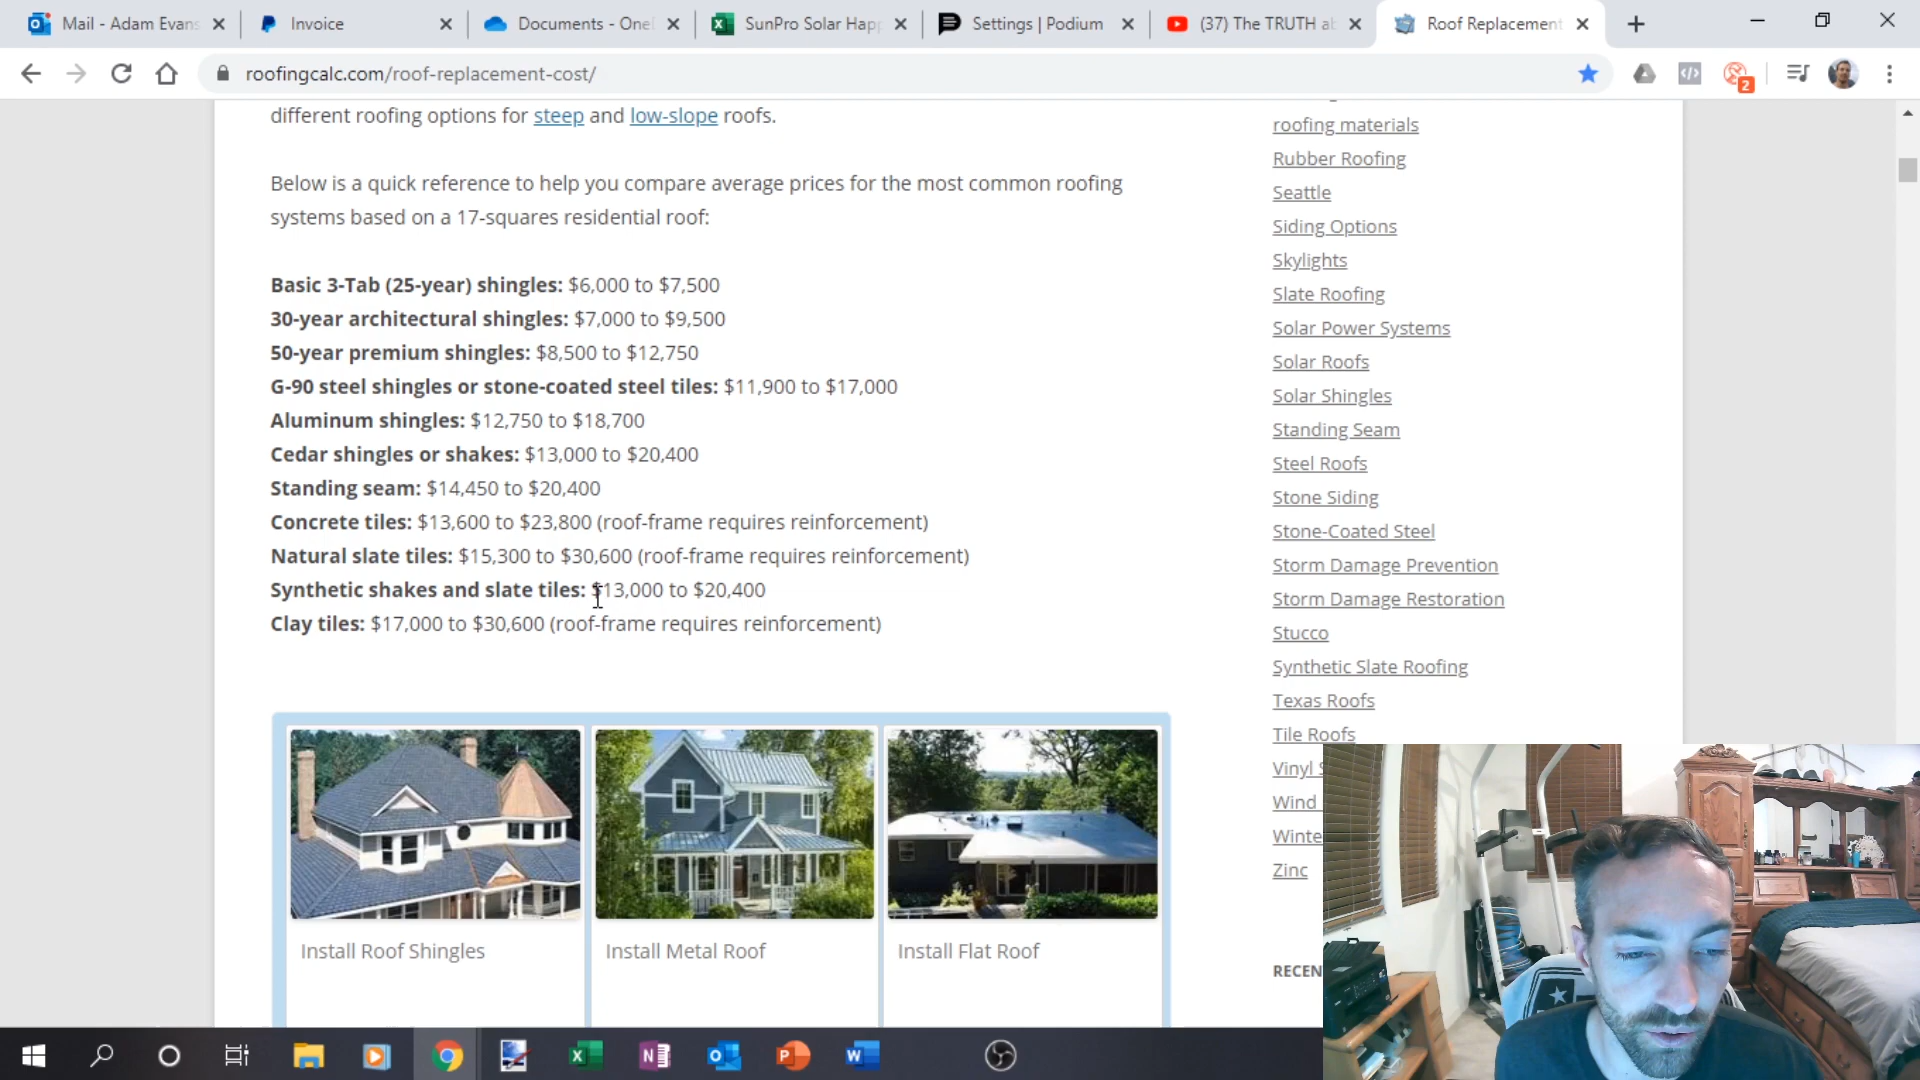 Mail - Adam Evans
Invoice
Documents - One
SunPro Solar Hap
Settings | Podium
(37) The TRUTH ab
Roof Replacement
roofingcalc.com/roof-replacement-cost/
2
different roofing options for steep and low-slope roofs.
Below is a quick reference to help you compare average prices for the most common roofing
systems based on a 17-squares residential roof:
Basic 3-Tab (25-year) shingles: $6,000 to $7,500
30-year architectural shingles: $7,000 to $9,500
50-year premium shingles: $8,500 to $12,750
G-90 steel shingles or stone-coated steel tiles: $11,900 to $17,000
Aluminum shingles: $12,750 to $18,700
Cedar shingles or shakes: $13,000 to $20,400
Standing seam: $14,450 to $20,400
Concrete tiles: $13,600 to $23,800 (roof-frame requires reinforcement)
Natural slate tiles: $15,300 to $30,600 (roof-frame requires reinforcement)
Synthetic shakes and slate tiles: $13,000 to $20,400
Clay tiles: $17,000 to $30,600 (roof-frame requires reinforcement)
Install Roof Shingles
Install Metal Roof
Install Flat Roof
roofing materials
Rubber Roofing
Seattle
Siding Options
Skylights
Slate Roofing
Solar Power Systems
Solar Roofs
Solar Shingles
Standing Seam
Steel Roofs
Stone Siding
Stone-Coated Steel
Storm Damage Prevention
Storm Damage Restoration
Stucco
Synthetic Slate Roofing
Texas Roofs
Tile Roofs
Vinyl S
Wind
Winte
Zinc
RECEN